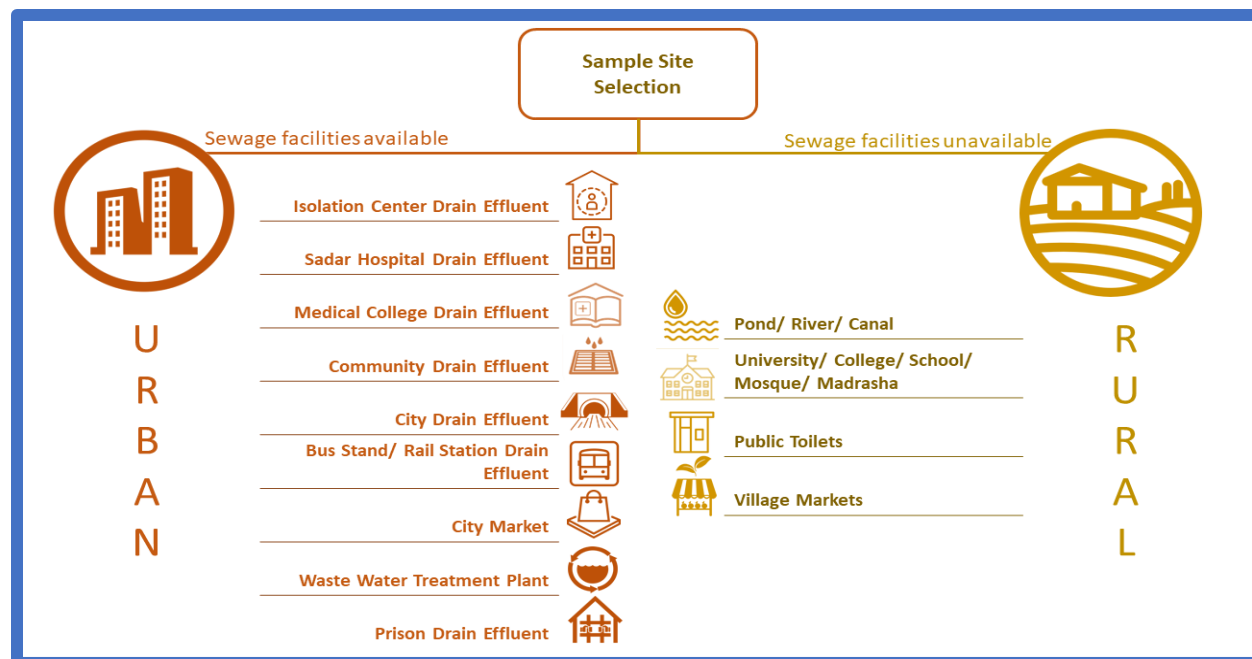 Sample Site
Selection
Sewage facilities available
Sewage facilities unavailable
URBAN
Isolation Center Drain Effluent
Sadar Hospital Drain Effluent
Medical College Drain Effluent
Community Drain Effluent
City Drain Effluent
Bus Stand/ Rail Station Drain
Effluent
City Market
Waste Water Treatment Plant
Prison Drain Effluent
Pond/ River/ Canal
University/ College/ School/
Mosque/ Madrasha
Public Toilets
Village Markets
RURAL